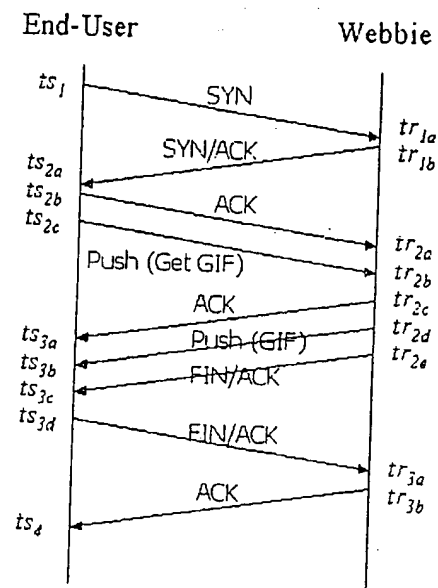 End-User
Webbie
ts1
SYN
tr1a
tr1b
SYN/ACK
ts2a
ts2b
ACK
ts2c
tr2a
Push (Get GIF)
tr2b
ACK
tr2c
ts3a
Push (GIF)
tr2d
ts3b
FIN/ACK
tr2e
ts3c
ts3d
FIN/ACK
tr3a
ACK
tr3b
ts4